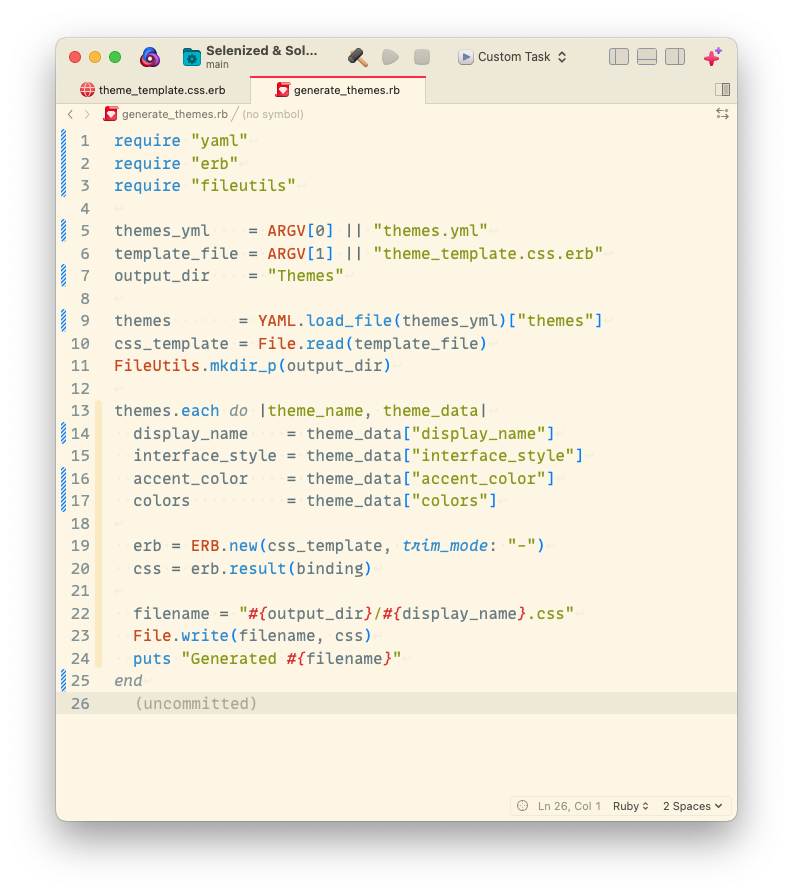 Selenized & Sol...
main
Custom Task
theme_template.css.erb
generate_themes.rb
generate_themes.rb / (no symbol)
1 require "yaml"
2 require "erb"
3 require "fileutils"
4
5 themes_yml    = ARGV[0] || "themes.yml"
6 template_file = ARGV[1] || "theme_template.css.erb"
7 output_dir    = "Themes"
8
9 themes       = YAML.load_file(themes_yml)["themes"]
10 css_template = File.read(template_file)
11 FileUtils.mkdir_p(output_dir)
12
13 themes.each do |theme_name, theme_data|
14   display_name    = theme_data["display_name"]
15   interface_style = theme_data["interface_style"]
16   accent_color    = theme_data["accent_color"]
17   colors          = theme_data["colors"]
18
19   erb = ERB.new(css_template, trim_mode: "-")
20   css = erb.result(binding)
21
22   filename = "#{output_dir}/#{display_name}.css"
23   File.write(filename, css)
24   puts "Generated #{filename}"
25 end
26   (uncommitted)
Ln 26, Col 1 Ruby 2 Spaces